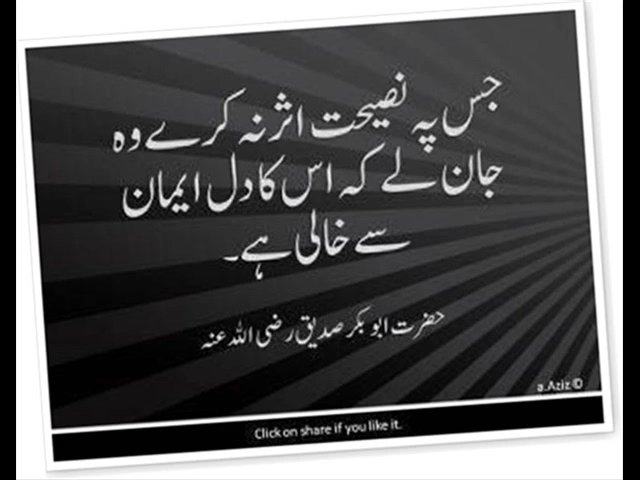 جس پہ نصیحت اثر نہ کرے وہ
جان لے کہ اس کا دل ایمان
سے خالی ہے۔
حضرت ابو بکر صدیق رضی اللہ عنہ
a.Aziz ©
Click on share if you like it.